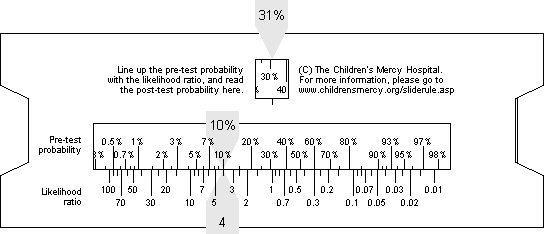 31%
Line up the pre-test probability
with the likelihood ratio, and read
the post-test probability here.
30 %
% 40
(C) The Children's Mercy Hospital.
For more information, please go to
www.childrensmercy.org/sliderule.asp
10%
Pre-test
probability
0.5 % 1 % 3 % 7 % 20 % 40 % 60 % 80 % 93 % 97 %
% 0.7 % 2 % 5 % 10 % 30 % 50 % 70 % 90 % 95 % 98 %
Likelihood
ratio
100 50 20 7 3 1 0.5 0.2 0.07 0.03 0.01
70 30 10 5 2 0.7 0.3 0.1 0.05 0.02
4